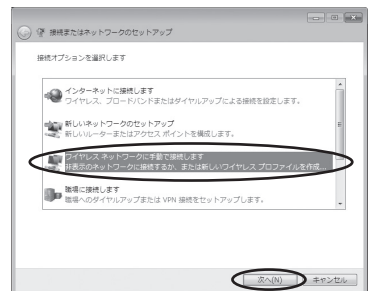 接続またはネットワークのセットアップ
接続オプションを選択します
インターネットに接続します
ワイヤレス、ブロードバンドまたはダイヤルアップによる接続を設定します。
新しいネットワークのセットアップ
新しいルーターまたはアクセス ポイントを構成します。
ワイヤレス ネットワークに手動で接続します
非表示のネットワークに接続するか、または新しいワイヤレス プロファイルを作成...
職場に接続します
職場へのダイヤルアップまたは VPN 接続をセットアップします。
次へ(N)
キャンセル